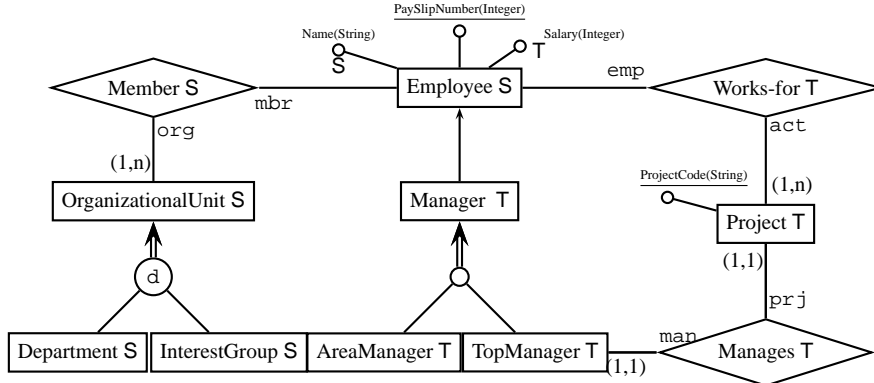 PaySlipNumber(Integer)
Name(String)
Salary(Integer)
S
T
Member S
Employee S
emp
Works-for T
mbr
org
act
(1,n)
ProjectCode(String)
(1,n)
OrganizationalUnit S
Manager T
Project T
(1,1)
d
prj
man
Department S
InterestGroup S
AreaManager T
TopManager T
(1,1)
Manages T